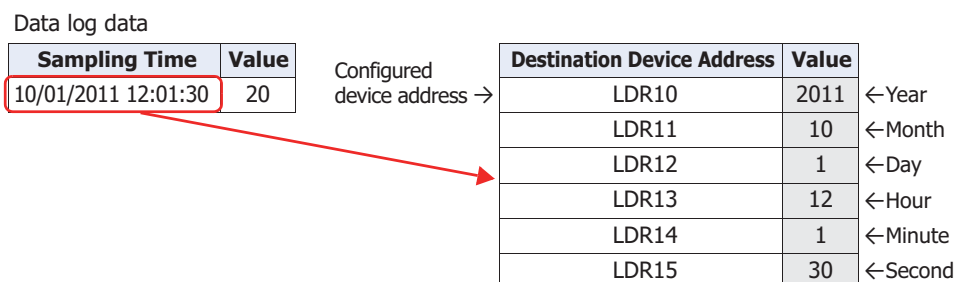 Data log data
Sampling Time Value
10/01/2011 12:01:30 20
Configured
device address →
Destination Device Address Value
LDR10 2011 ←Year
LDR11 10 ←Month
LDR12 1 ←Day
LDR13 12 ←Hour
LDR14 1 ←Minute
LDR15 30 ←Second